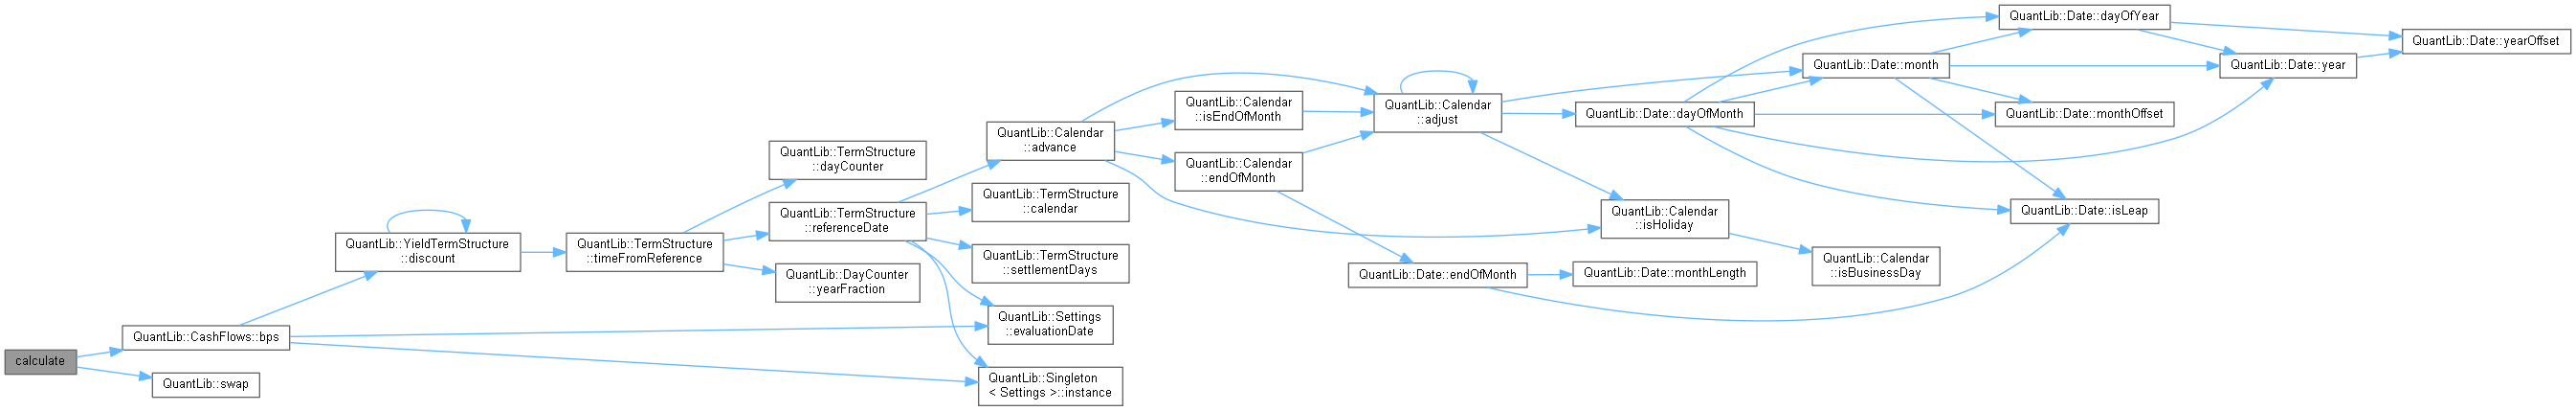 calculate
QuantLib::CashFlows::bps
QuantLib::swap
QuantLib::YieldTermStructure
::discount
QuantLib::TermStructure
::timeFromReference
QuantLib::TermStructure
::dayCounter
QuantLib::TermStructure
::referenceDate
QuantLib::DayCounter
::yearFraction
QuantLib::Calendar
::advance
QuantLib::TermStructure
::calendar
QuantLib::TermStructure
::settlementDays
QuantLib::Settings
::evaluationDate
QuantLib::Singleton
< Settings >::instance
QuantLib::Calendar
::isEndOfMonth
QuantLib::Calendar
::endOfMonth
QuantLib::Calendar
::adjust
QuantLib::Date::endOfMonth
QuantLib::Date::dayOfMonth
QuantLib::Calendar
::isHoliday
QuantLib::Date::monthLength
QuantLib::Date::month
QuantLib::Calendar
::isBusinessDay
QuantLib::Date::dayOfYear
QuantLib::Date::monthOffset
QuantLib::Date::isLeap
QuantLib::Date::year
QuantLib::Date::yearOffset